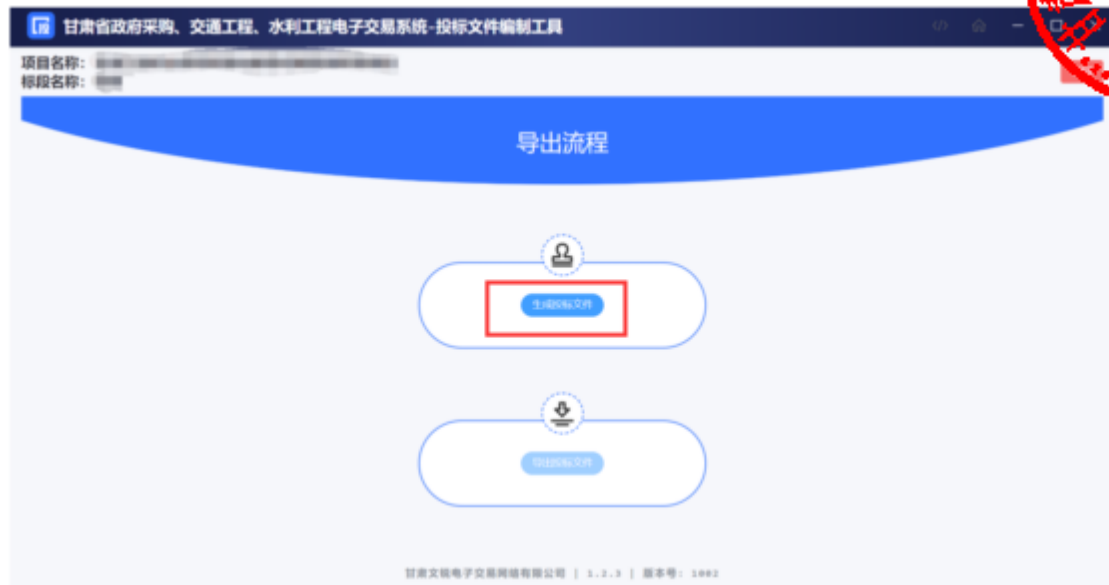 甘肃省政府采购、交通工程、水利工程电子交易系统-投标文件编制工具
项目名称:
标段名称:
导出流程
生成投标文件
导出投标文件
甘肃文锐电子交易网络有限公司 | 1.2.3 | 版本号: 1002